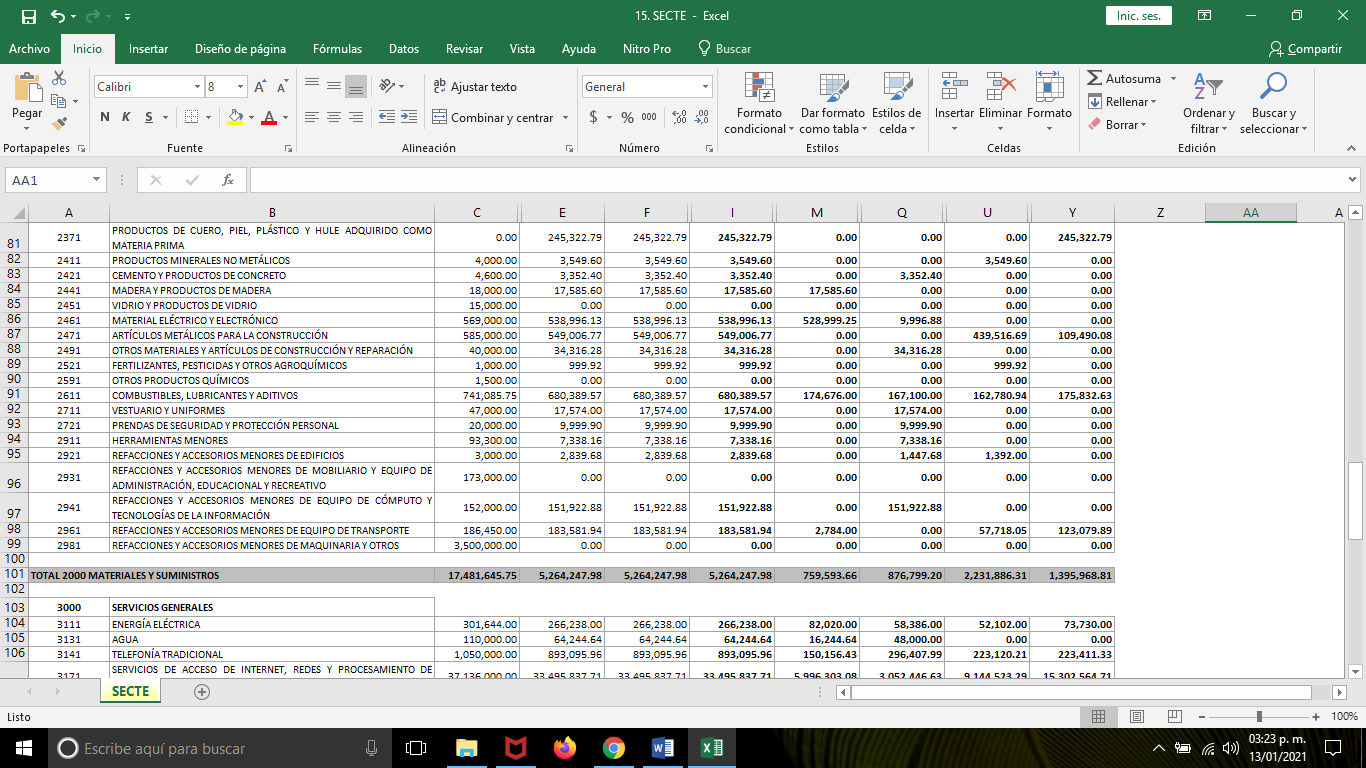 15. SECTE - Excel
Inic. ses.
Archivo Inicio Insertar Diseño de página Fórmulas Datos Revisar Vista Ayuda Nitro Pro Buscar Compartir
Pegar
Calibri 8
N K S
Ajustar texto
Combinar y centrar
General
$ % 000
Formato condicional
Dar formato como tabla
Estilos de celda
Insertar Eliminar Formato
Autosuma
Rellenar
Borrar
Ordenar y filtrar
Buscar y seleccionar
Portapapeles Fuente Alineación Número Estilos Celdas Edición
AA1 fx
A B C E F I M Q U Y Z AA A
81 2371 PRODUCTOS DE CUERO, PIEL, PLÁSTICO Y HULE ADQUIRIDO COMO MATERIA PRIMA 0.00 245,322.79 245,322.79 245,322.79 0.00 0.00 0.00 245,322.79
82 2411 PRODUCTOS MINERALES NO METÁLICOS 4,000.00 3,549.60 3,549.60 3,549.60 0.00 0.00 3,549.60 0.00
83 2421 CEMENTO Y PRODUCTOS DE CONCRETO 4,600.00 3,352.40 3,352.40 3,352.40 0.00 3,352.40 0.00 0.00
84 2441 MADERA Y PRODUCTOS DE MADERA 18,000.00 17,585.60 17,585.60 17,585.60 17,585.60 0.00 0.00 0.00
85 2451 VIDRIO Y PRODUCTOS DE VIDRIO 15,000.00 0.00 0.00 0.00 0.00 0.00 0.00 0.00
86 2461 MATERIAL ELÉCTRICO Y ELECTRÓNICO 569,000.00 538,996.13 538,996.13 538,996.13 528,999.25 9,996.88 0.00 0.00
87 2471 ARTÍCULOS METÁLICOS PARA LA CONSTRUCCIÓN 585,000.00 549,006.77 549,006.77 549,006.77 0.00 0.00 439,516.69 109,490.08
88 2491 OTROS MATERIALES Y ARTÍCULOS DE CONSTRUCCIÓN Y REPARACIÓN 40,000.00 34,316.28 34,316.28 34,316.28 0.00 34,316.28 0.00 0.00
89 2521 FERTILIZANTES, PESTICIDAS Y OTROS AGROQUÍMICOS 1,000.00 999.92 999.92 999.92 0.00 0.00 999.92 0.00
90 2591 OTROS PRODUCTOS QUÍMICOS 1,500.00 0.00 0.00 0.00 0.00 0.00 0.00 0.00
91 2611 COMBUSTIBLES, LUBRICANTES Y ADITIVOS 741,085.75 680,389.57 680,389.57 680,389.57 174,676.00 167,100.00 162,780.94 175,832.63
92 2711 VESTUARIO Y UNIFORMES 47,000.00 17,574.00 17,574.00 17,574.00 0.00 17,574.00 0.00 0.00
93 2721 PRENDAS DE SEGURIDAD Y PROTECCIÓN PERSONAL 20,000.00 9,999.90 9,999.90 9,999.90 0.00 9,999.90 0.00 0.00
94 2911 HERRAMIENTAS MENORES 93,300.00 7,338.16 7,338.16 7,338.16 0.00 7,338.16 0.00 0.00
95 2921 REFACCIONES Y ACCESORIOS MENORES DE EDIFICIOS 3,000.00 2,839.68 2,839.68 2,839.68 0.00 1,447.68 1,392.00 0.00
96 2931 REFACCIONES Y ACCESORIOS MENORES DE MOBILIARIO Y EQUIPO DE ADMINISTRACIÓN, EDUCACIONAL Y RECREATIVO 173,000.00 0.00 0.00 0.00 0.00 0.00 0.00 0.00
97 2941 REFACCIONES Y ACCESORIOS MENORES DE EQUIPO DE CÓMPUTO Y TECNOLOGÍAS DE LA INFORMACIÓN 152,000.00 151,922.88 151,922.88 151,922.88 0.00 151,922.88 0.00 0.00
98 2961 REFACCIONES Y ACCESORIOS MENORES DE EQUIPO DE TRANSPORTE 186,450.00 183,581.94 183,581.94 183,581.94 2,784.00 0.00 57,718.05 123,079.89
99 2981 REFACCIONES Y ACCESORIOS MENORES DE MAQUINARIA Y OTROS 3,500,000.00 0.00 0.00 0.00 0.00 0.00 0.00 0.00
100
101 TOTAL 2000 MATERIALES Y SUMINISTROS 17,481,645.75 5,264,247.98 5,264,247.98 5,264,247.98 759,593.66 876,799.20 2,231,886.31 1,395,968.81
102
103 3000 SERVICIOS GENERALES
104 3111 ENERGÍA ELÉCTRICA 301,644.00 266,238.00 266,238.00 266,238.00 82,020.00 58,386.00 52,102.00 73,730.00
105 3131 AGUA 110,000.00 64,244.64 64,244.64 64,244.64 16,244.64 48,000.00 0.00 0.00
106 3141 TELEFONÍA TRADICIONAL 1,050,000.00 893,095.96 893,095.96 893,095.96 150,156.43 296,407.99 223,120.21 223,411.33
3171 SERVICIOS DE ACCESO DE INTERNET, REDES Y PROCESAMIENTO DE 37,136,000.00 33,495,837.71 33,495,837.71 33,495,837.71 5,996,303.08 3,052,446.63 9,144,523.29 15,302,564.71
SECTE
Listo 100%
Escribe aquí para buscar
03:23 p. m.
13/01/2021